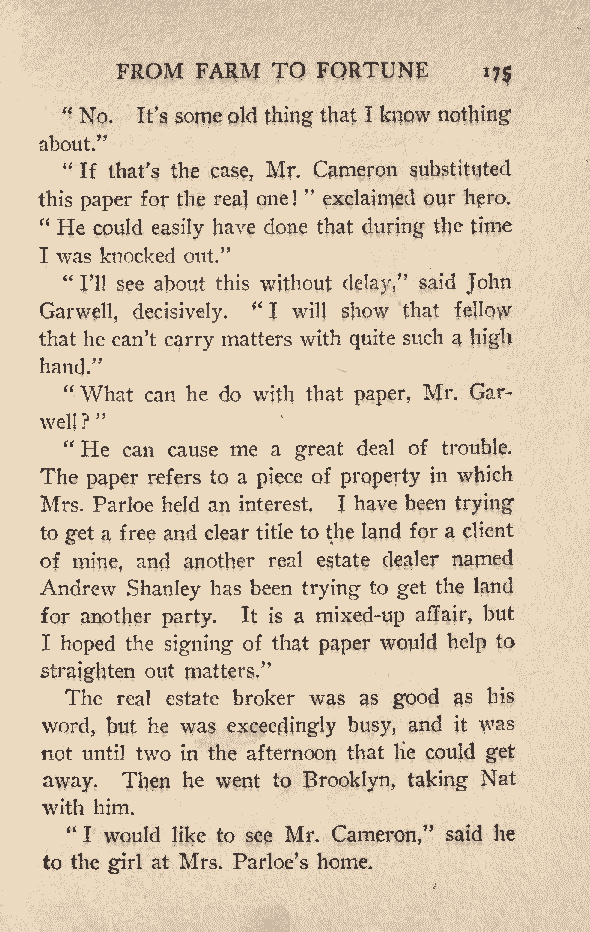 FROM FARM TO FORTUNE 175
" No. It's some old thing that I know nothing
about."
" If that's the case, Mr. Cameron substituted
this paper for the real one! " exclaimed our hero.
" He could easily have done that during the time
I was knocked out."
" I'll see about this without delay," said John
Garwell, decisively. " I will show that fellow
that he can't carry matters with quite such a high
hand."
" What can he do with that paper, Mr. Gar-
well? "
" He can cause me a great deal of trouble.
The paper refers to a piece of property in which
Mrs. Parloe held an interest. I have been trying
to get a free and clear title to the land for a client
of mine, and another real estate dealer named
Andrew Shanley has been trying to get the land
for another party. It is a mixed-up affair, but
I hoped the signing of that paper would help to
straighten out matters."
The real estate broker was as good as his
word, but he was exceedingly busy, and it was
not until two in the afternoon that he could get
away. Then he went to Brooklyn, taking Nat
with him.
" I would like to see Mr. Cameron," said he
to the girl at Mrs. Parloe's home.